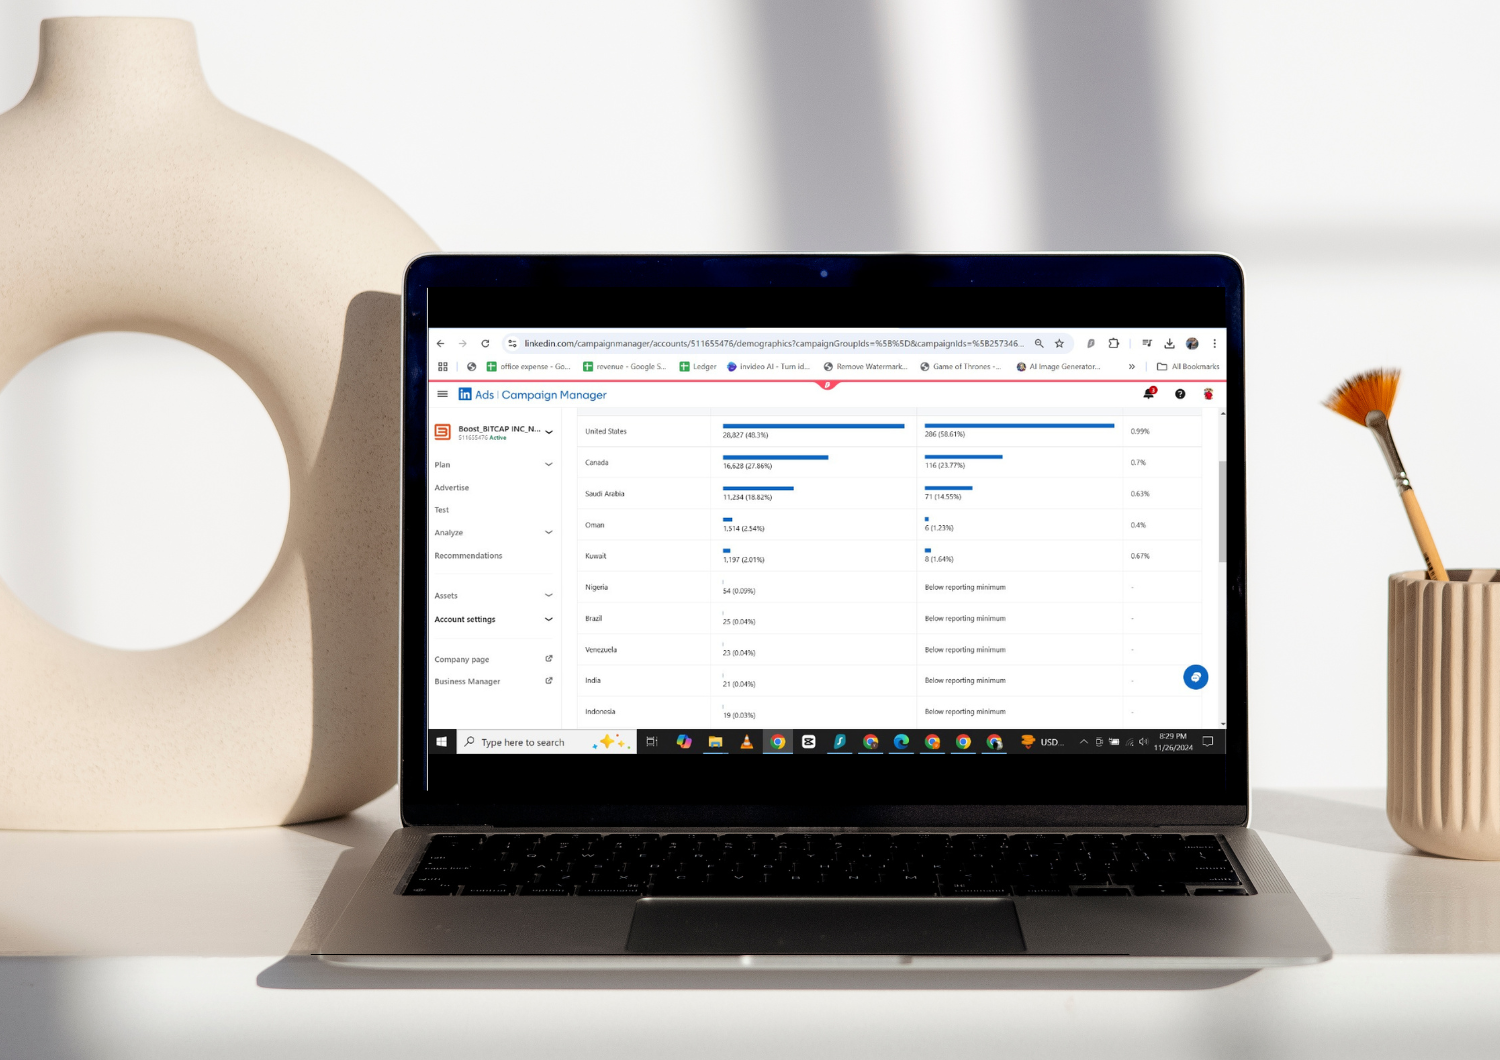 linkedin.com/campaignmanager/accounts/511655476/demographics?campaignGroupIds=%5B%5D&campaignIds=%5B257346...
office expense - Go...
revenue - Google S...
Ledger
invideo AI - Turn id...
Remove Watermark...
Game of Thrones -...
AI Image Generator...
»
All Bookmarks
in Ads | Campaign Manager
Boost_BITCAP INC_N...
511655476 Active
Plan
Advertise
Test
Analyze
Recommendations
Assets
Account settings
Company page
Business Manager
United States 28,827 (48.3%) 286 (58.61%) 0.99%
Canada 16,628 (27.86%) 116 (23.77%) 0.7%
Saudi Arabia 11,234 (18.82%) 71 (14.55%) 0.63%
Oman 1,514 (2.54%) 6 (1.23%) 0.4%
Kuwait 1,197 (2.01%) 8 (1.64%) 0.67%
Nigeria 54 (0.09%) Below reporting minimum -
Brazil 25 (0.04%) Below reporting minimum -
Venezuela 23 (0.04%) Below reporting minimum -
India 21 (0.04%) Below reporting minimum -
Indonesia 19 (0.03%) Below reporting minimum -
Type here to search
USD...
8:29 PM
11/26/2024